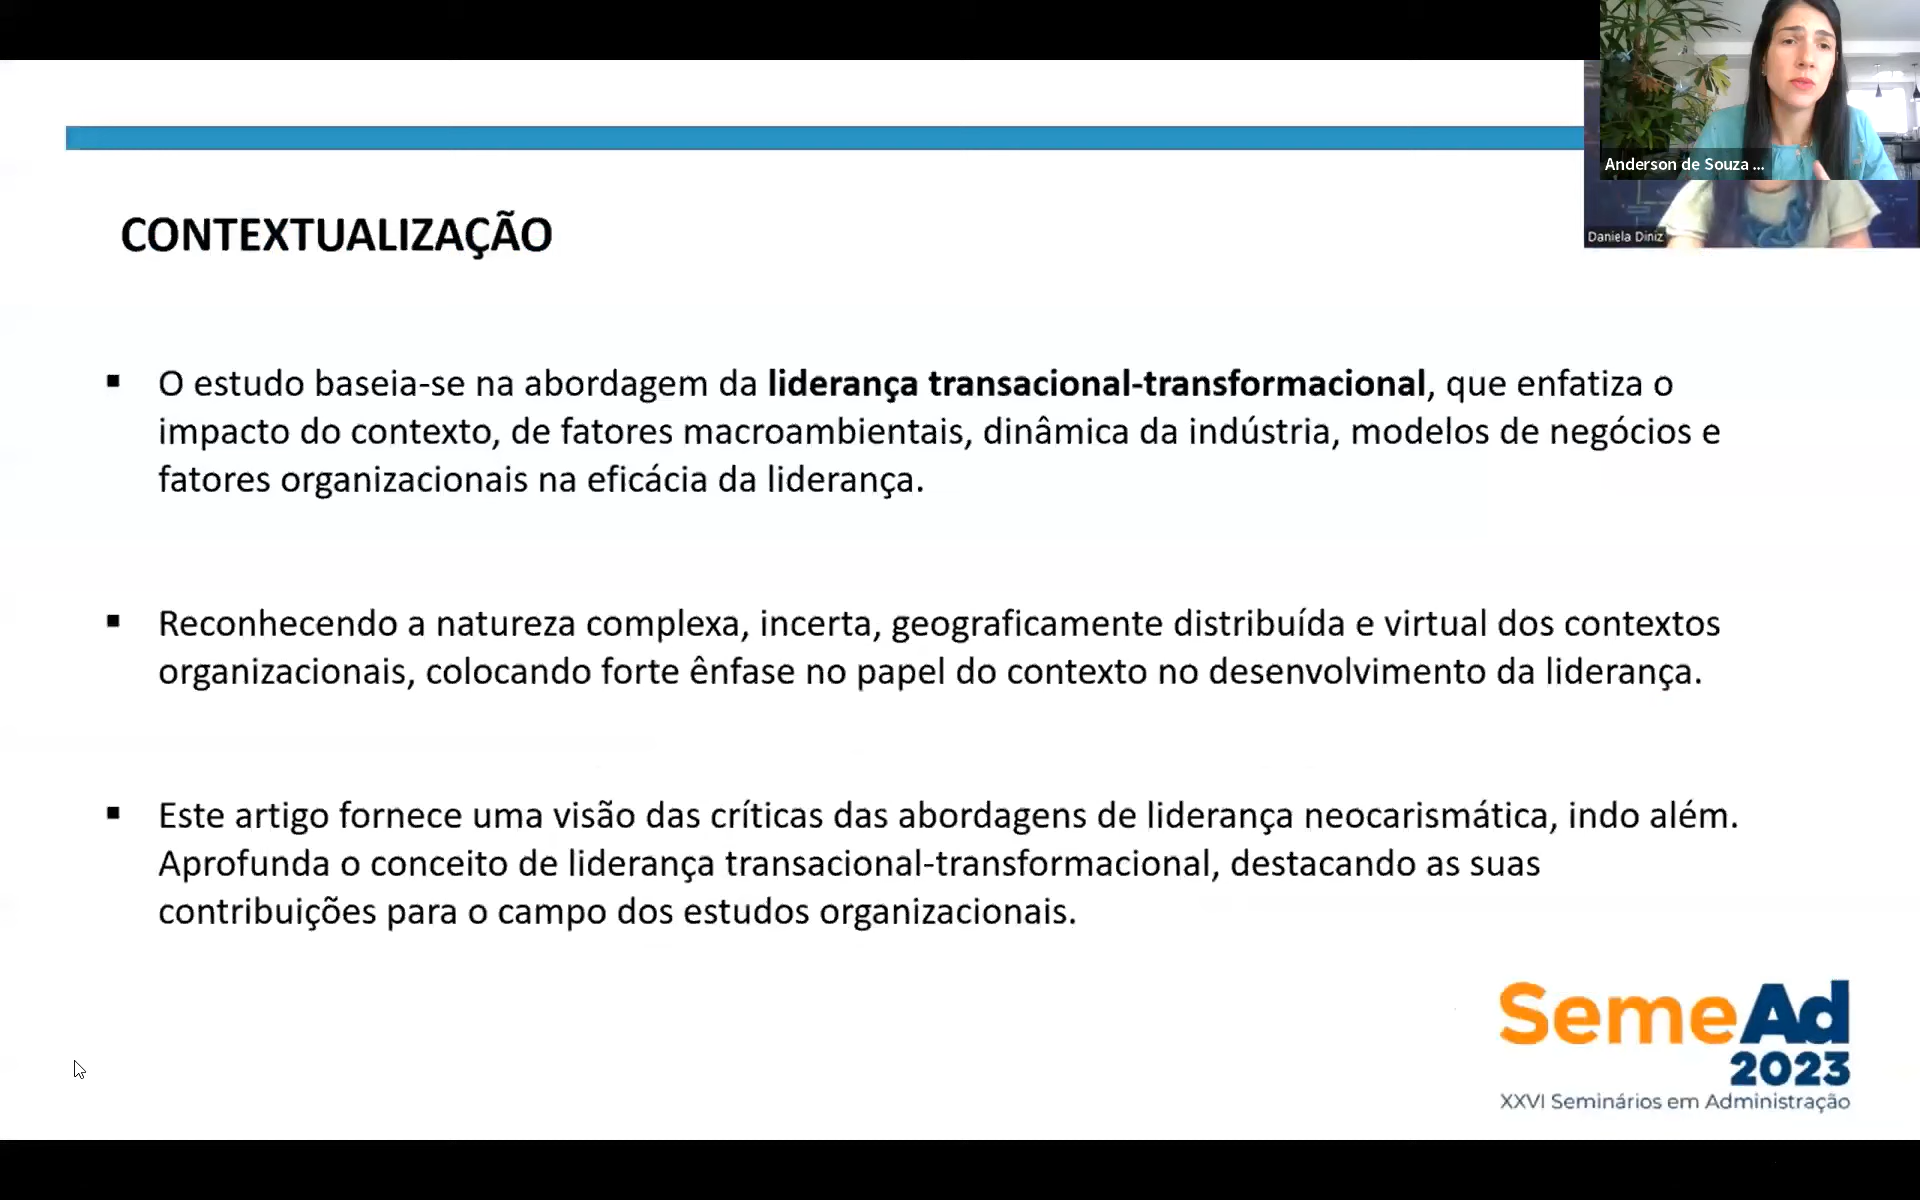 Anderson de Souza ...
Daniela Diniz
CONTEXTUALIZAÇÃO
▪ O estudo baseia-se na abordagem da liderança transacional-transformacional, que enfatiza o
impacto do contexto, de fatores macroambientais, dinâmica da indústria, modelos de negócios e
fatores organizacionais na eficácia da liderança.
▪ Reconhecendo a natureza complexa, incerta, geograficamente distribuída e virtual dos contextos
organizacionais, colocando forte ênfase no papel do contexto no desenvolvimento da liderança.
▪ Este artigo fornece uma visão das críticas das abordagens de liderança neocarismática, indo além.
Aprofunda o conceito de liderança transacional-transformacional, destacando as suas
contribuições para o campo dos estudos organizacionais.
SemeAd
2023
XXVI Seminários em Administração